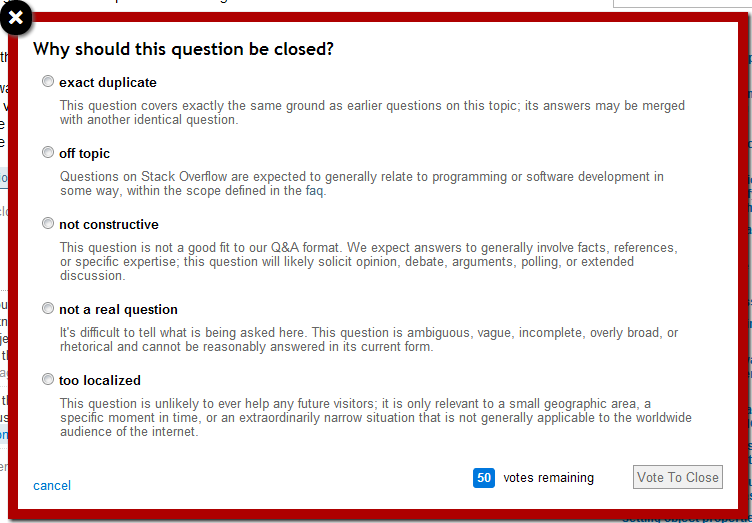 Why should this question be closed?
exact duplicate
This question covers exactly the same ground as earlier questions on this topic; its answers may be merged
with another identical question.
off topic
Questions on Stack Overflow are expected to generally relate to programming or software development in
some way, within the scope defined in the faq.
not constructive
This question is not a good fit to our Q&A format. We expect answers to generally involve facts, references,
or specific expertise; this question will likely solicit opinion, debate, arguments, polling, or extended
discussion.
not a real question
It's difficult to tell what is being asked here. This question is ambiguous, vague, incomplete, overly broad, or
rhetorical and cannot be reasonably answered in its current form.
too localized
This question is unlikely to ever help any future visitors; it is only relevant to a small geographic area, a
specific moment in time, or an extraordinarily narrow situation that is not generally applicable to the worldwide
audience of the internet.
cancel
50 votes remaining
Vote To Close